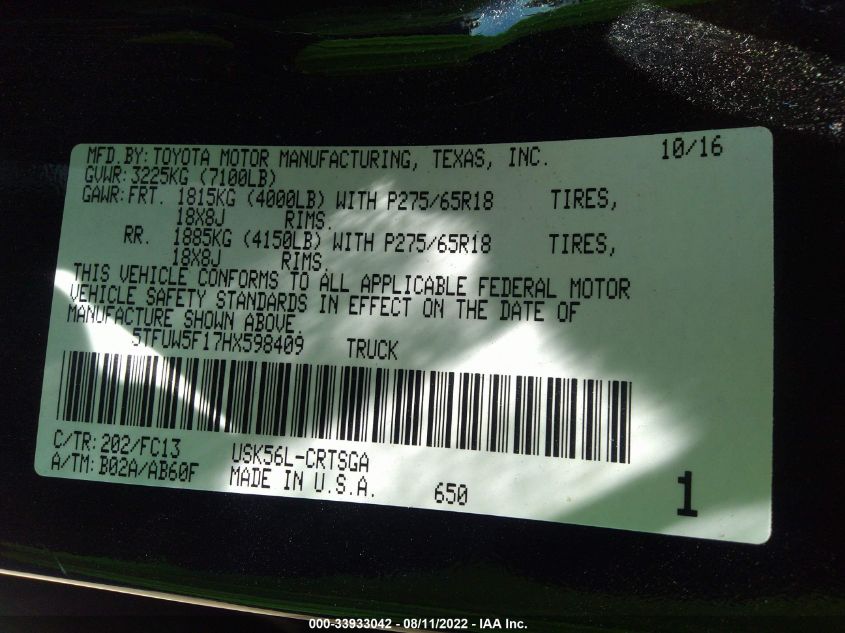 MFD.BY: TOYOTA MOTOR MANUFACTURING, TEXAS, INC. 10/16
GVWR: 3225KG (7100LB)
GAWR: FRT. 1815KG (4000LB) WITH P275/65R18 TIRES,
18X8J RIMS.
RR. 1885KG (4150LB) WITH P275/65R18 TIRES,
18X8J RIMS.
THIS VEHICLE CONFORMS TO ALL APPLICABLE FEDERAL MOTOR
VEHICLE SAFETY STANDARDS IN EFFECT ON THE DATE OF
MANUFACTURE SHOWN ABOVE.
5TFUW5F17HX598409 TRUCK
C/TR: 202/FC13 USK56L-CRTSGA
A/TM: B02A/AB60F MADE IN U.S.A. 650 1
000-33933042 - 08/11/2022 - IAA Inc.